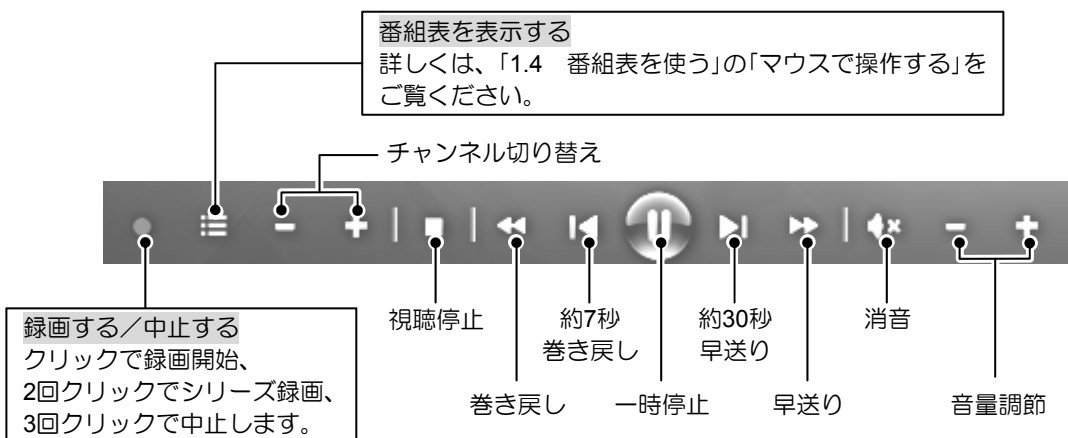 番組表を表示する
詳しくは、「1.4　番組表を使う」の「マウスで操作する」を
ご覧ください。
チャンネル切り替え
録画する／中止する
クリックで録画開始、
2回クリックでシリーズ録画、
3回クリックで中止します。
視聴停止
約7秒
巻き戻し
約30秒
早送り
消音
巻き戻し
一時停止
早送り
音量調節